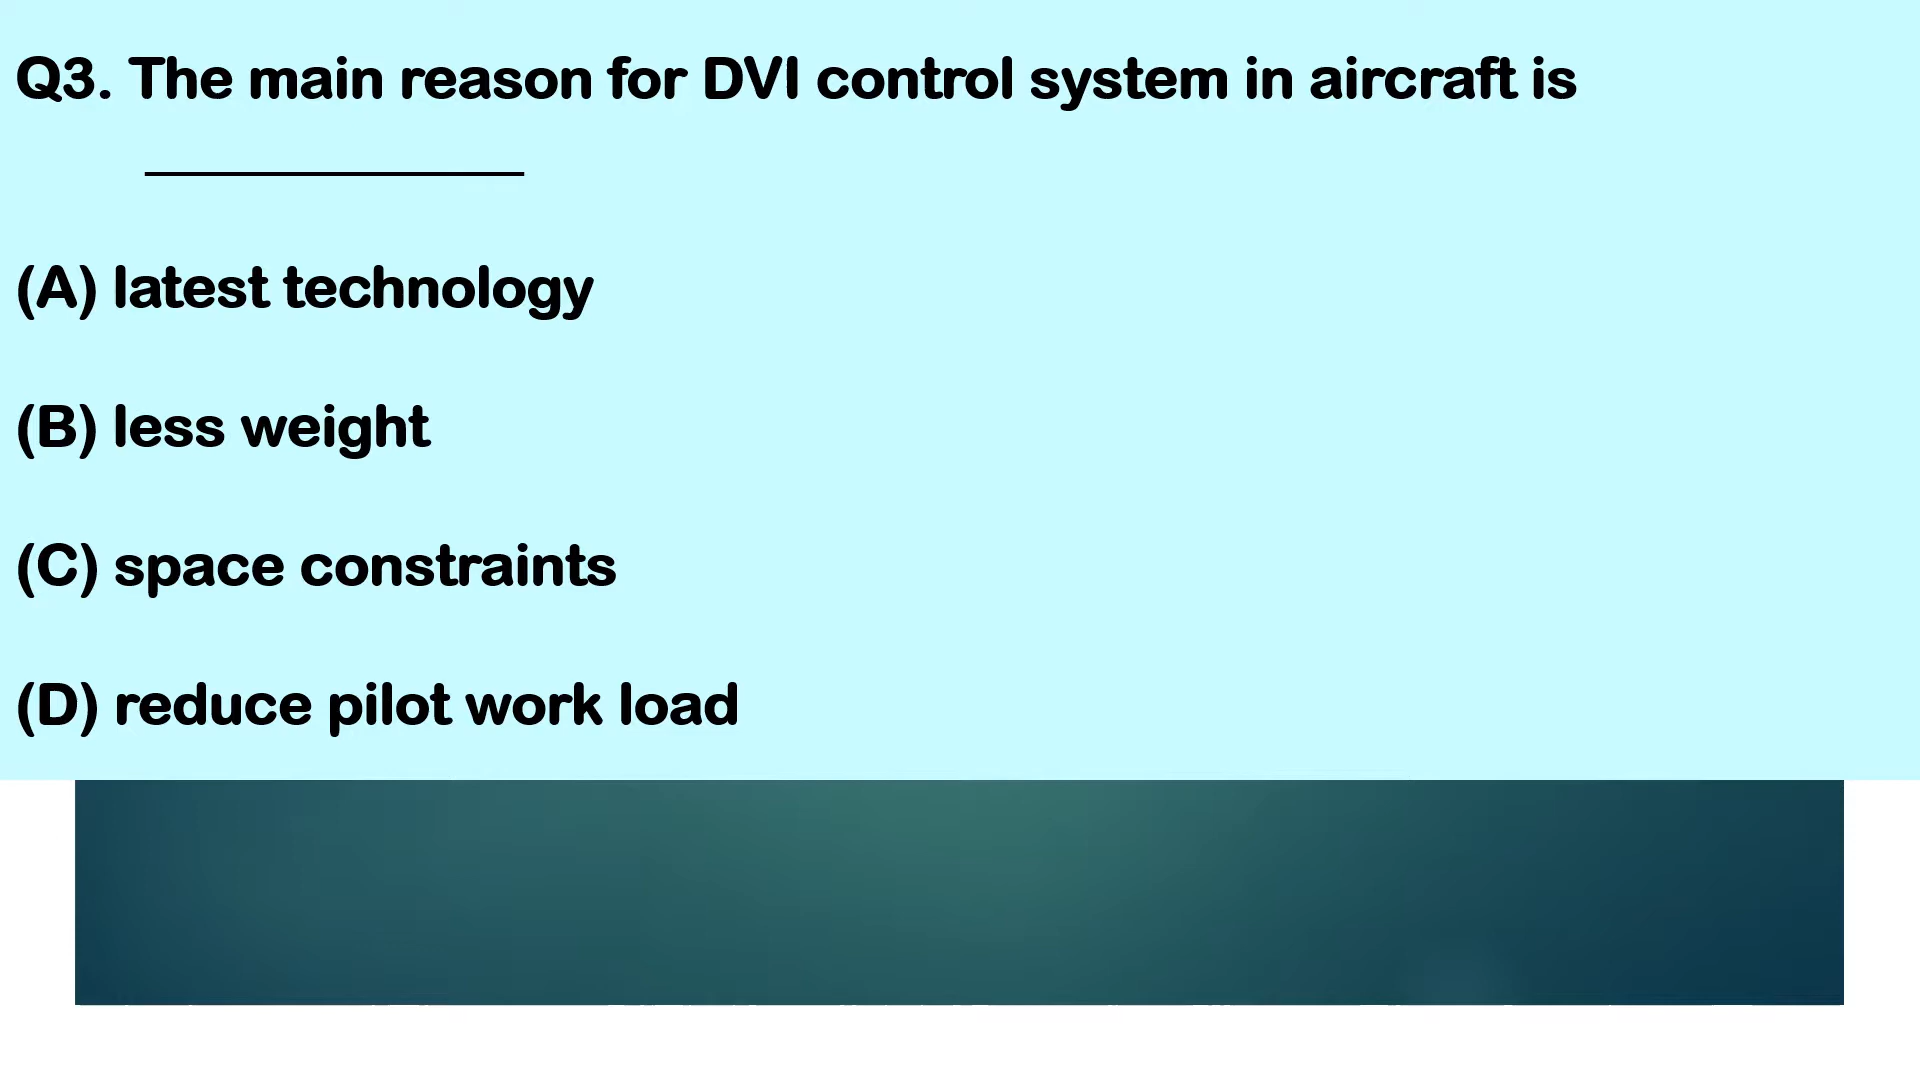 Q3. The main reason for DVI control system in aircraft is
_______________
(A) latest technology
(B) less weight
(C) space constraints
(D) reduce pilot work load